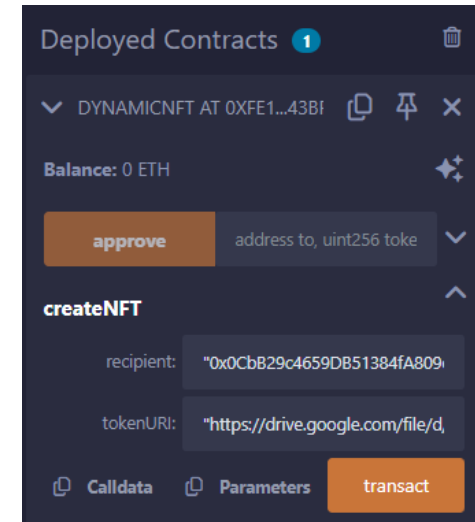 Deployed Contracts 1
DYNAMICNFT AT 0XFE1...43BF
Balance: 0 ETH
approve address to, uint256 toke
createNFT
recipient: "0x0CbB29c4659DB51384fA809
tokenURI: "https://drive.google.com/file/d,
Calldata Parameters transact